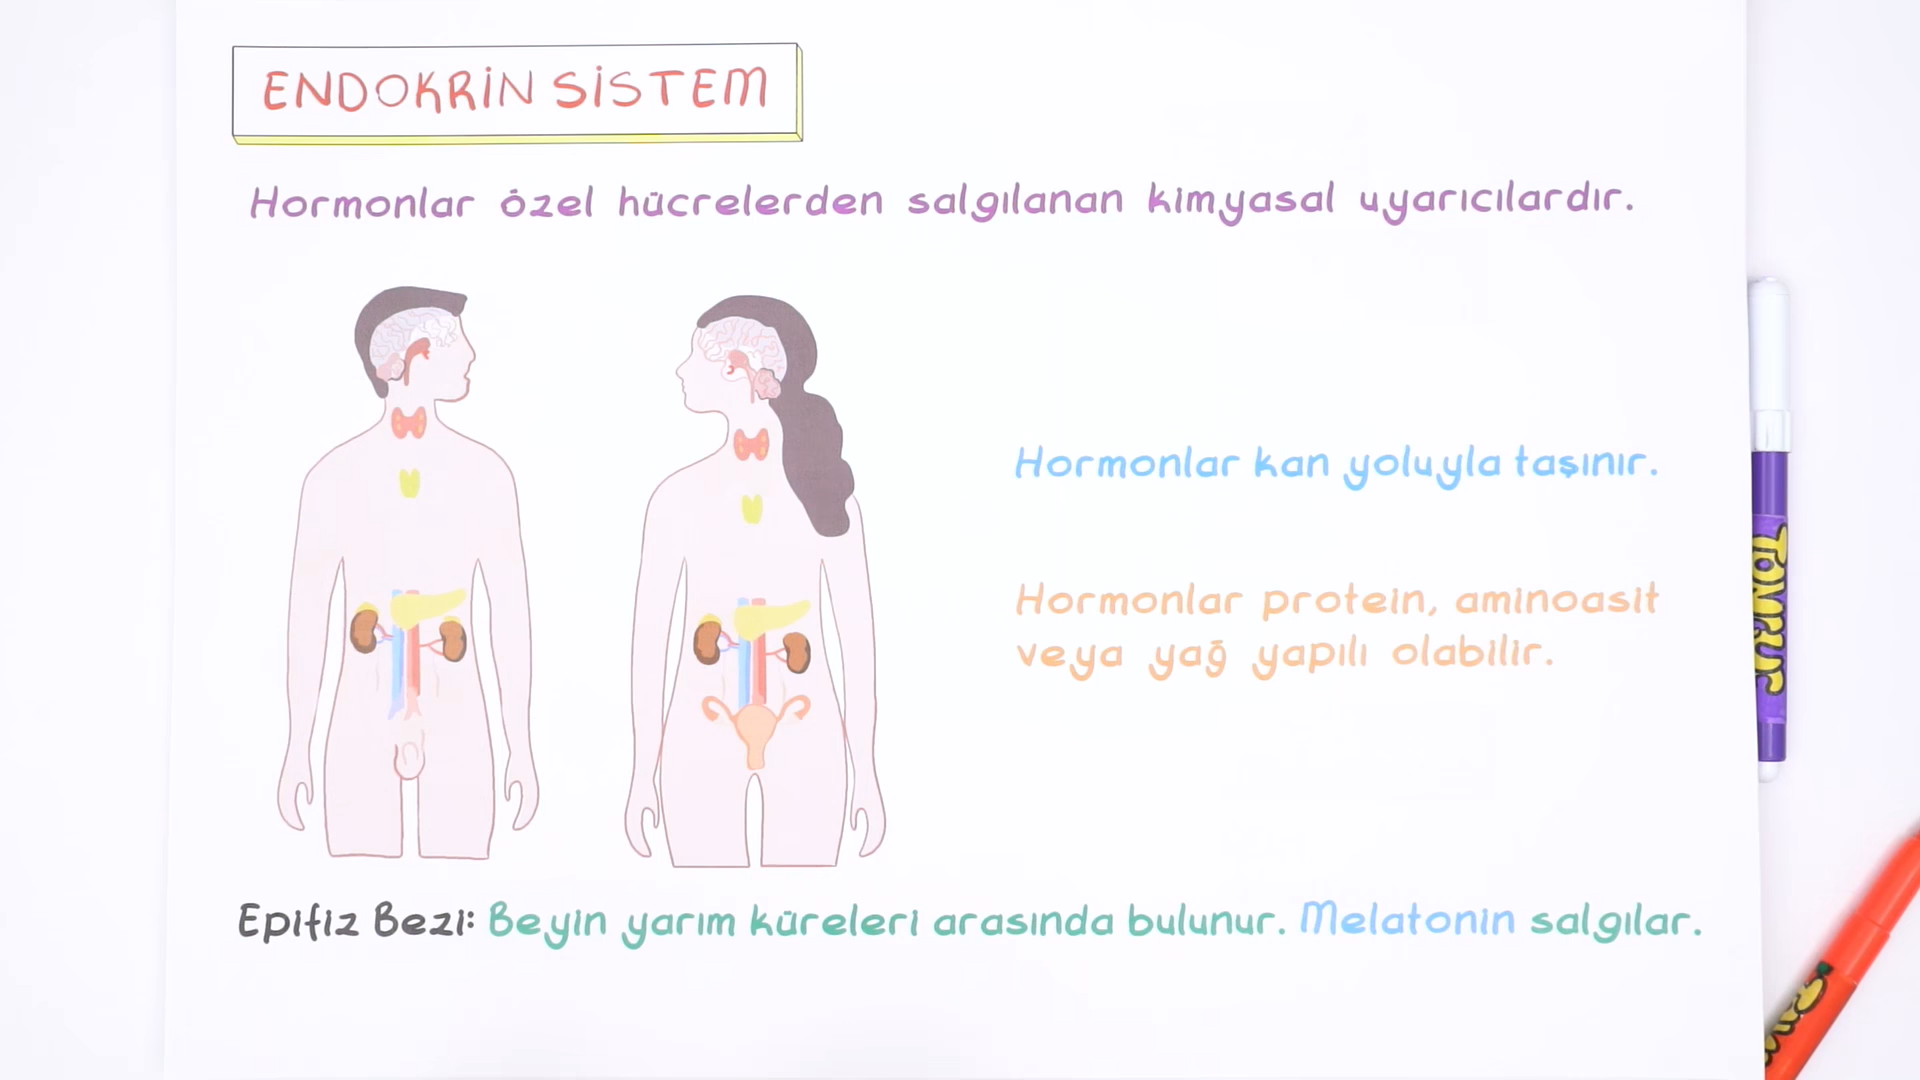 ENDOKRİN SİSTEM
Hormonlar özel hücrelerden salgılanan kimyasal uyarıcılardır.
Hormonlar kan yoluyla taşınır.
Hormonlar protein, aminoasit
veya yağ yapılı olabilir.
Epifiz Bezi: Beyin yarım küreleri arasında bulunur. Melatonin salgılar.
TOMBUL